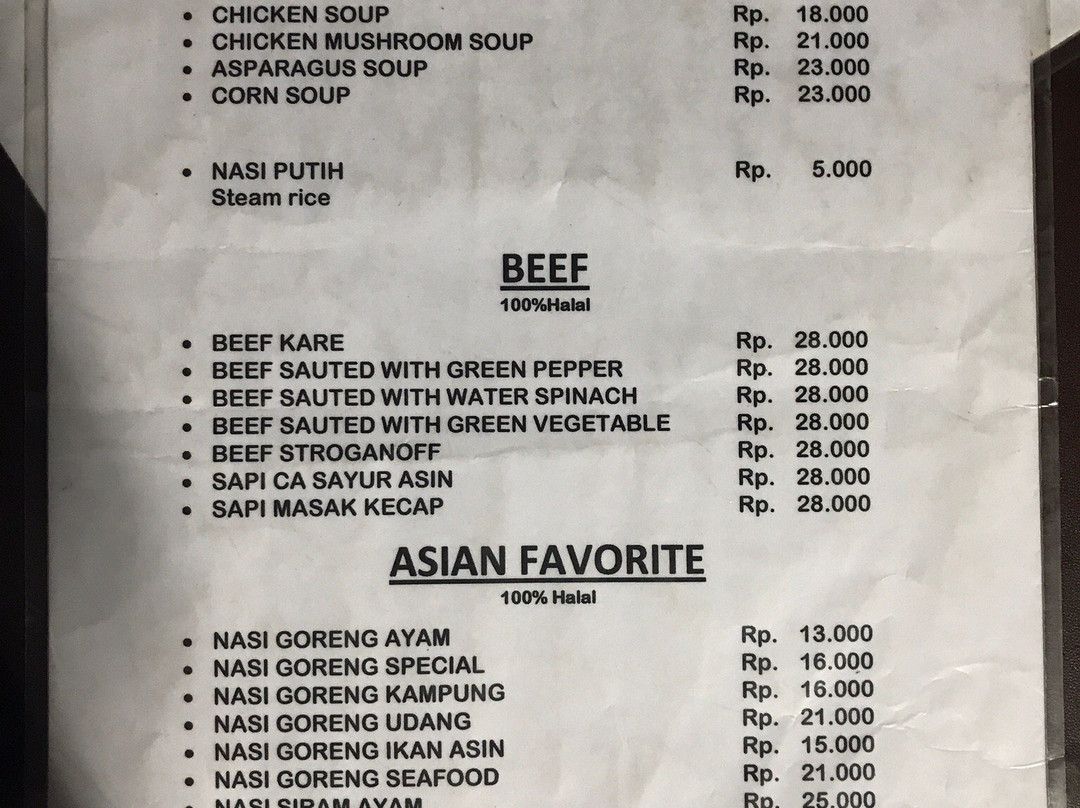 • CHICKEN SOUP Rp. 18.000
• CHICKEN MUSHROOM SOUP Rp. 21.000
• ASPARAGUS SOUP Rp. 23.000
• CORN SOUP Rp. 23.000
• NASI PUTIH Rp. 5.000
Steam rice
BEEF
100%Halal
• BEEF KARE Rp. 28.000
• BEEF SAUTED WITH GREEN PEPPER Rp. 28.000
• BEEF SAUTED WITH WATER SPINACH Rp. 28.000
• BEEF SAUTED WITH GREEN VEGETABLE Rp. 28.000
• BEEF STROGANOFF Rp. 28.000
• SAPI CA SAYUR ASIN Rp. 28.000
• SAPI MASAK KECAP Rp. 28.000
ASIAN FAVORITE
100% Halal
• NASI GORENG AYAM Rp. 13.000
• NASI GORENG SPECIAL Rp. 16.000
• NASI GORENG KAMPUNG Rp. 16.000
• NASI GORENG UDANG Rp. 21.000
• NASI GORENG IKAN ASIN Rp. 15.000
• NASI GORENG SEAFOOD Rp. 21.000
• NASI SIRAM AYAM Rp. 25.000